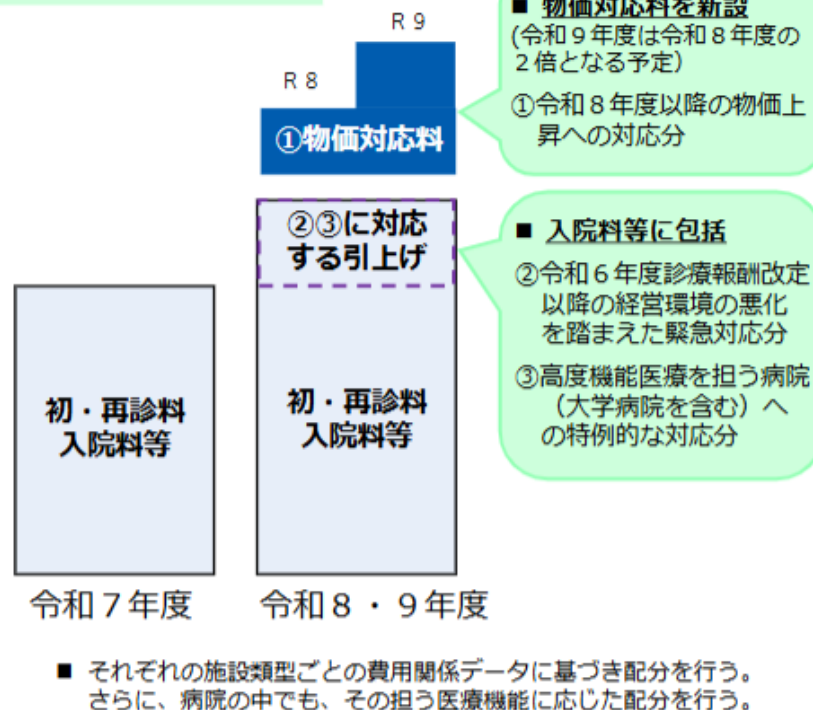 ■ 物価対応料を新設
(令和９年度は令和８年度の
２倍となる予定）
①令和８年度以降の物価上
昇への対応分
Ｒ９
Ｒ８
①物価対応料
②③に対応
する引上げ
■ 入院料等に包括
②令和６年度診療報酬改定
以降の経営環境の悪化
を踏まえた緊急対応分
③高度機能医療を担う病院
（大学病院を含む）へ
の特例的な対応分
初・再診料
入院料等
初・再診料
入院料等
令和７年度
令和８・９年度
■ それぞれの施設類型ごとの費用関係データに基づき配分を行う。
さらに、病院の中でも、その担う医療機能に応じた配分を行う。